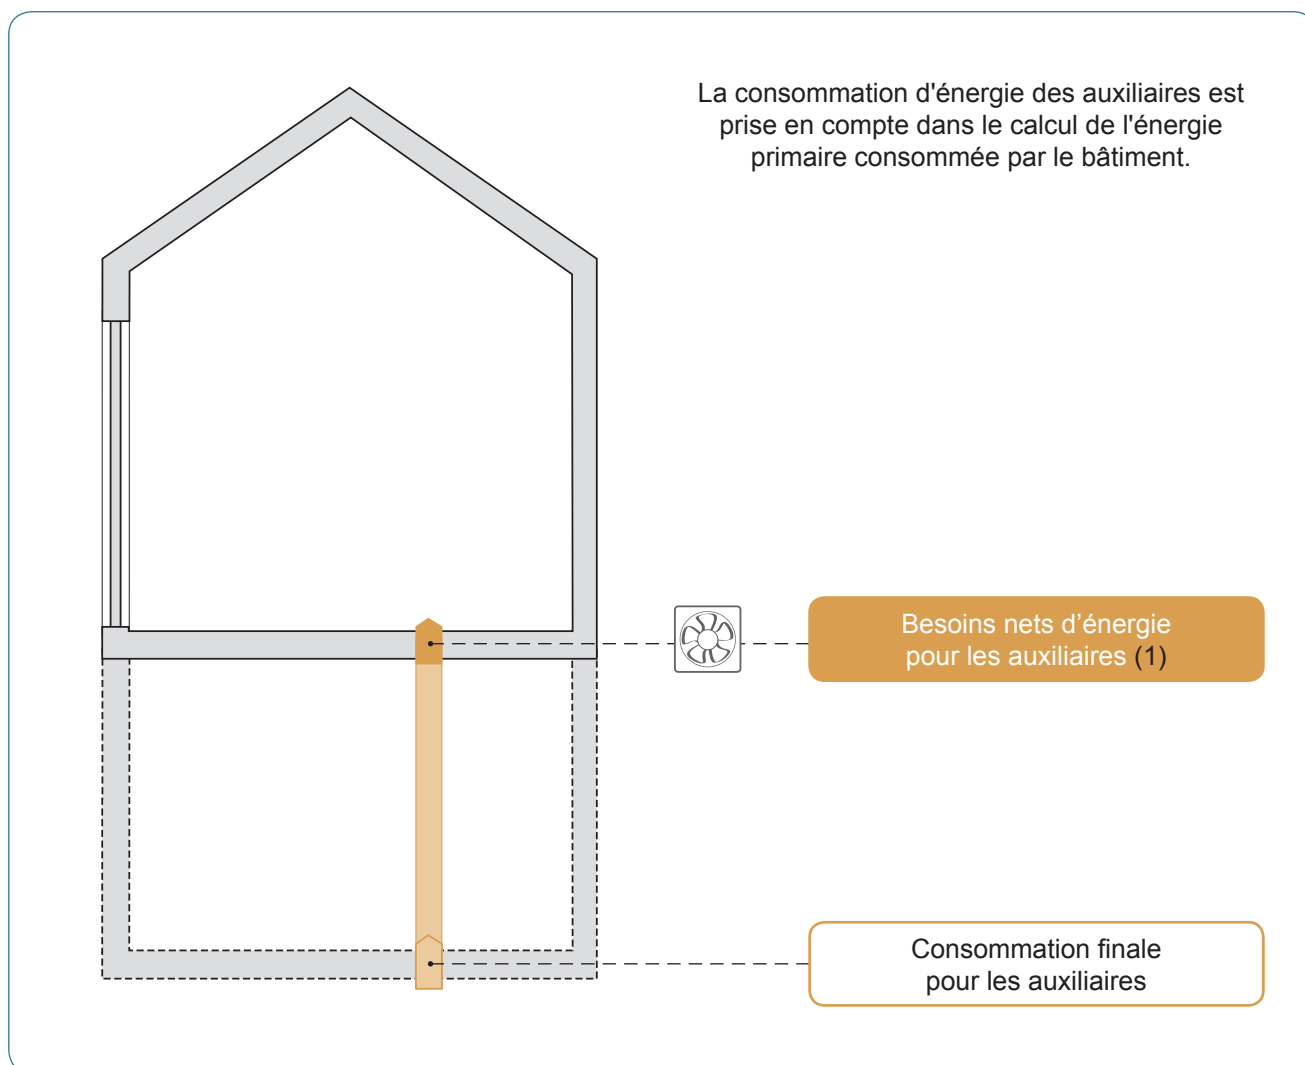 La consommation d'énergie des auxiliaires est
prise en compte dans le calcul de l'énergie
primaire consommée par le bâtiment.
Besoins nets d’énergie
pour les auxiliaires (1)
Consommation finale
pour les auxiliaires